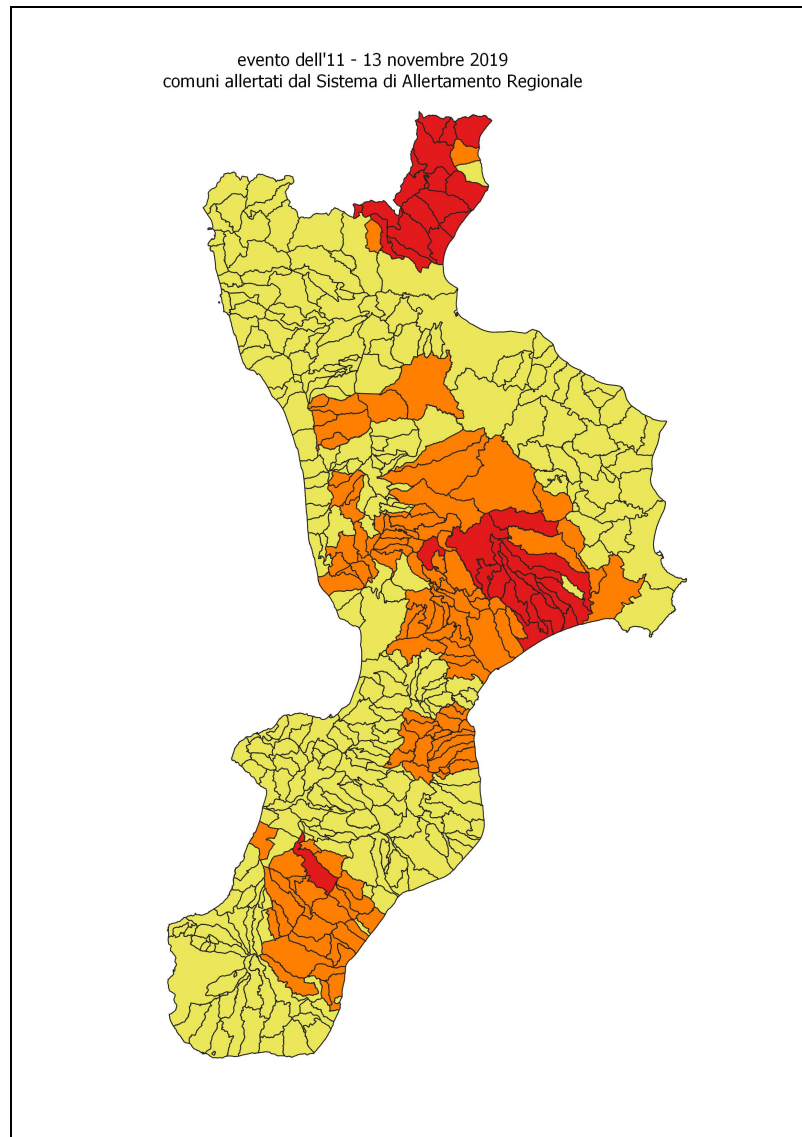 evento dell'11 - 13 novembre 2019
comuni allertati dal Sistema di Allertamento Regionale